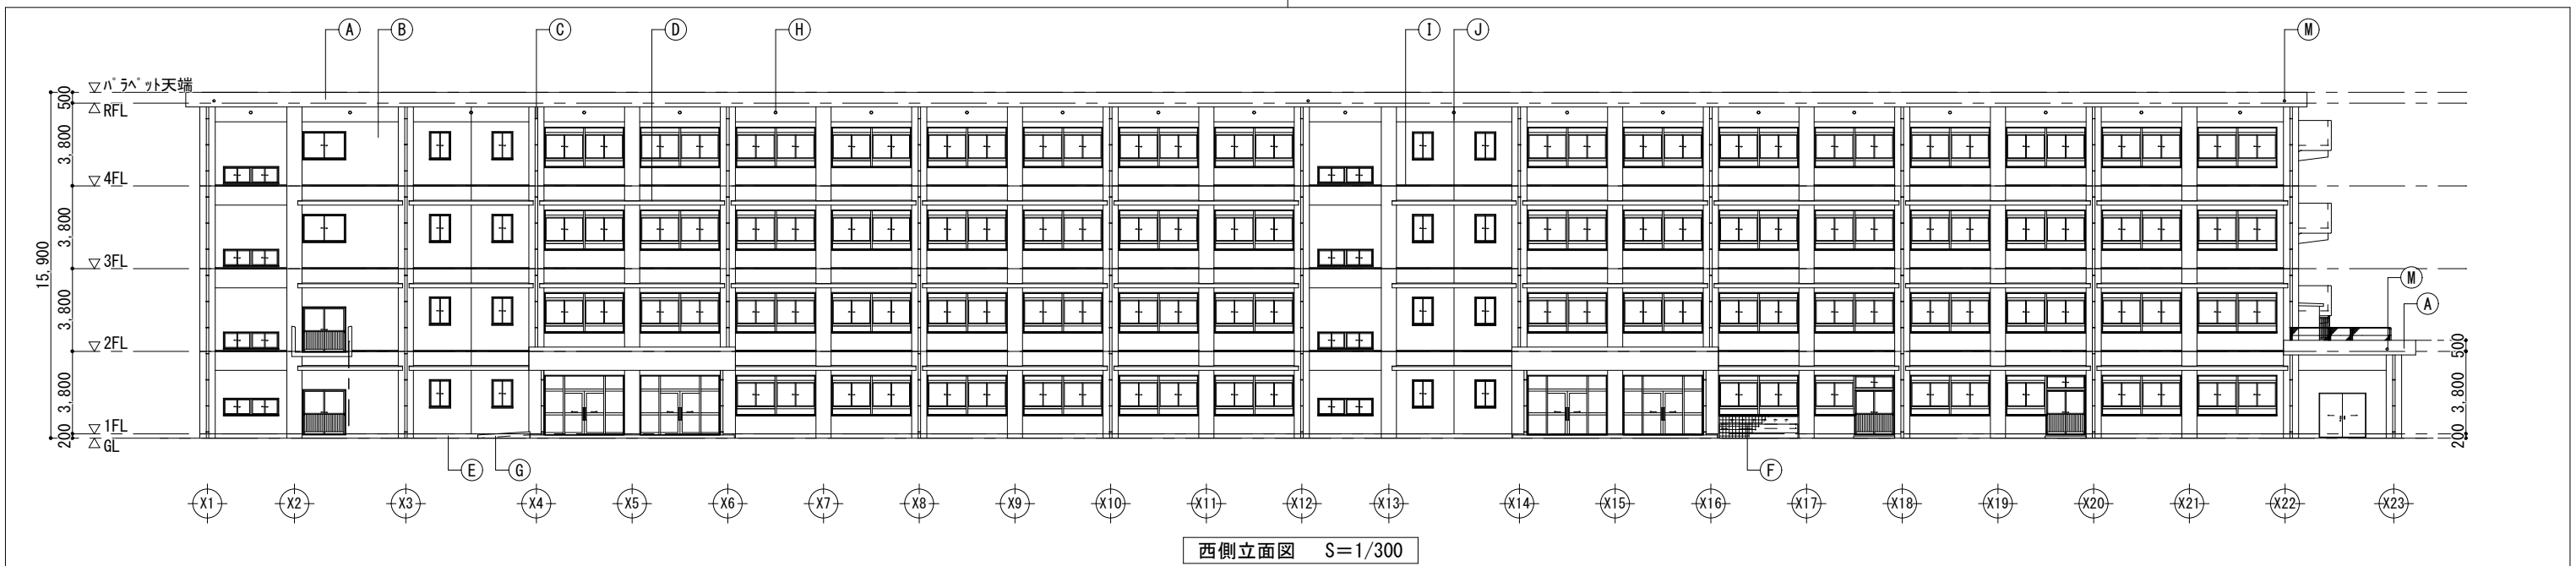 A B C D H I J M
パラペット天端
500
RFL
3,800
4FL
3,800
15,900
3FL
3,800
M
A
2FL
500
3,800
3,800
1FL
200
GL
200
E G F
X1 X2 X3 X4 X5 X6 X7 X8 X9 X10 X11 X12 X13 X14 X15 X16 X17 X18 X19 X20 X21 X22 X23
西側立面図 S=1/300